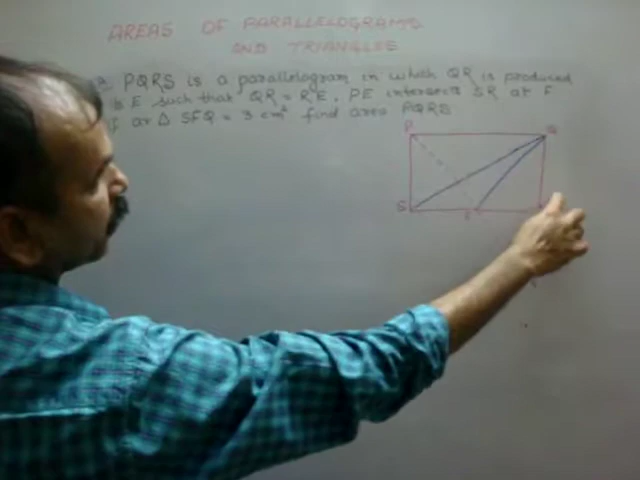 AREAS OF PARALLELOGRAMS
AND TRIANGLES
PQRS is a parallelogram in which QR is produced
to E such that QR = RE. PE intersects SR at F
If ar Δ SFQ = 3 cm² find area PQRS
P Q
S F